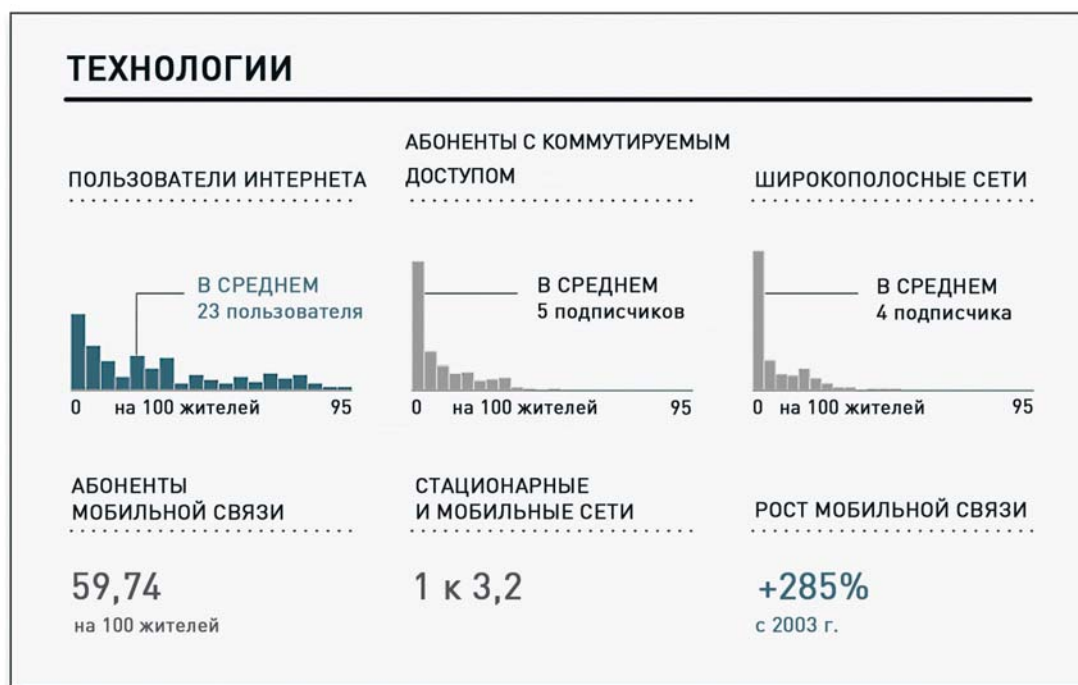 ТЕХНОЛОГИИ
ПОЛЬЗОВАТЕЛИ ИНТЕРНЕТА
В СРЕДНЕМ
23 пользователя
0 на 100 жителей 95
АБОНЕНТЫ С КОММУТИРУЕМЫМ
ДОСТУПОМ
В СРЕДНЕМ
5 подписчиков
0 на 100 жителей 95
ШИРОКОПОЛОСНЫЕ СЕТИ
В СРЕДНЕМ
4 подписчика
0 на 100 жителей 95
АБОНЕНТЫ
МОБИЛЬНОЙ СВЯЗИ
59,74
на 100 жителей
СТАЦИОНАРНЫЕ
И МОБИЛЬНЫЕ СЕТИ
1 к 3,2
РОСТ МОБИЛЬНОЙ СВЯЗИ
+285%
с 2003 г.